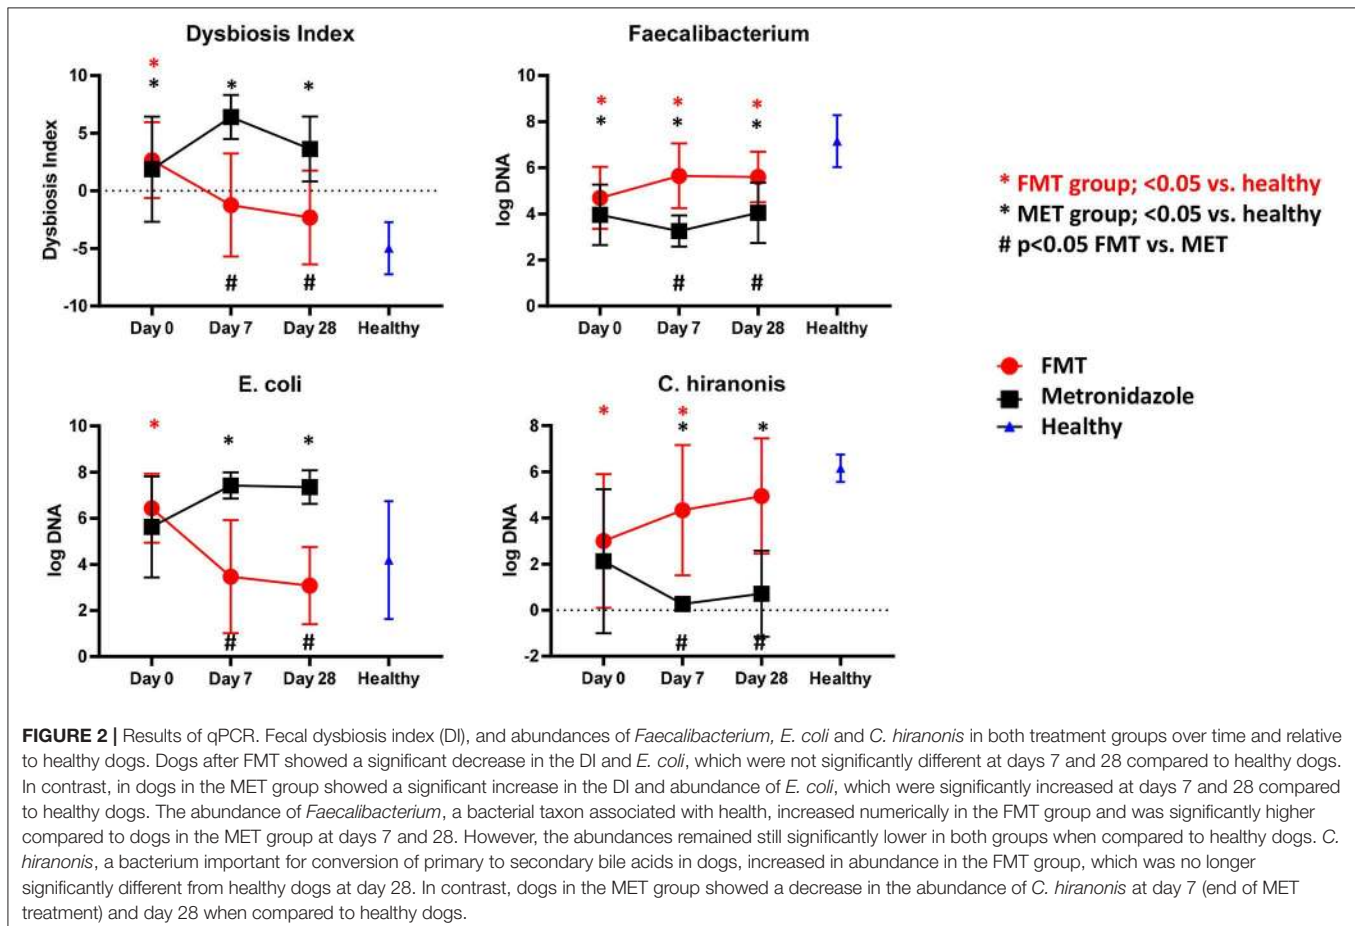 Dysbiosis Index
* 
* * *
10
5
0
-5
-10
Dysbiosis Index
# #
Day 0 Day 7 Day 28 Healthy
Faecalibacterium
* * *
* * *
10
8
6
4
2
0
log DNA
# #
Day 0 Day 7 Day 28 Healthy
* FMT group; <0.05 vs. healthy
* MET group; <0.05 vs. healthy
# p<0.05 FMT vs. MET
FMT
Metronidazole
Healthy
E. coli
* * *
10
8
6
4
2
0
log DNA
# #
Day 0 Day 7 Day 28 Healthy
C. hiranonis
* *
* *
8
6
4
2
0
-2
log DNA
# #
Day 0 Day 7 Day 28 Healthy
FIGURE 2 | Results of qPCR. Fecal dysbiosis index (DI), and abundances of Faecalibacterium, E. coli and C. hiranonis in both treatment groups over time and relative
to healthy dogs. Dogs after FMT showed a significant decrease in the DI and E. coli, which were not significantly different at days 7 and 28 compared to healthy dogs.
In contrast, in dogs in the MET group showed a significant increase in the DI and abundance of E. coli, which were significantly increased at days 7 and 28 compared
to healthy dogs. The abundance of Faecalibacterium, a bacterial taxon associated with health, increased numerically in the FMT group and was significantly higher
compared to dogs in the MET group at days 7 and 28. However, the abundances remained still significantly lower in both groups when compared to healthy dogs. C.
hiranonis, a bacterium important for conversion of primary to secondary bile acids in dogs, increased in abundance in the FMT group, which was no longer
significantly different from healthy dogs at day 28. In contrast, dogs in the MET group showed a decrease in the abundance of C. hiranonis at day 7 (end of MET
treatment) and day 28 when compared to healthy dogs.